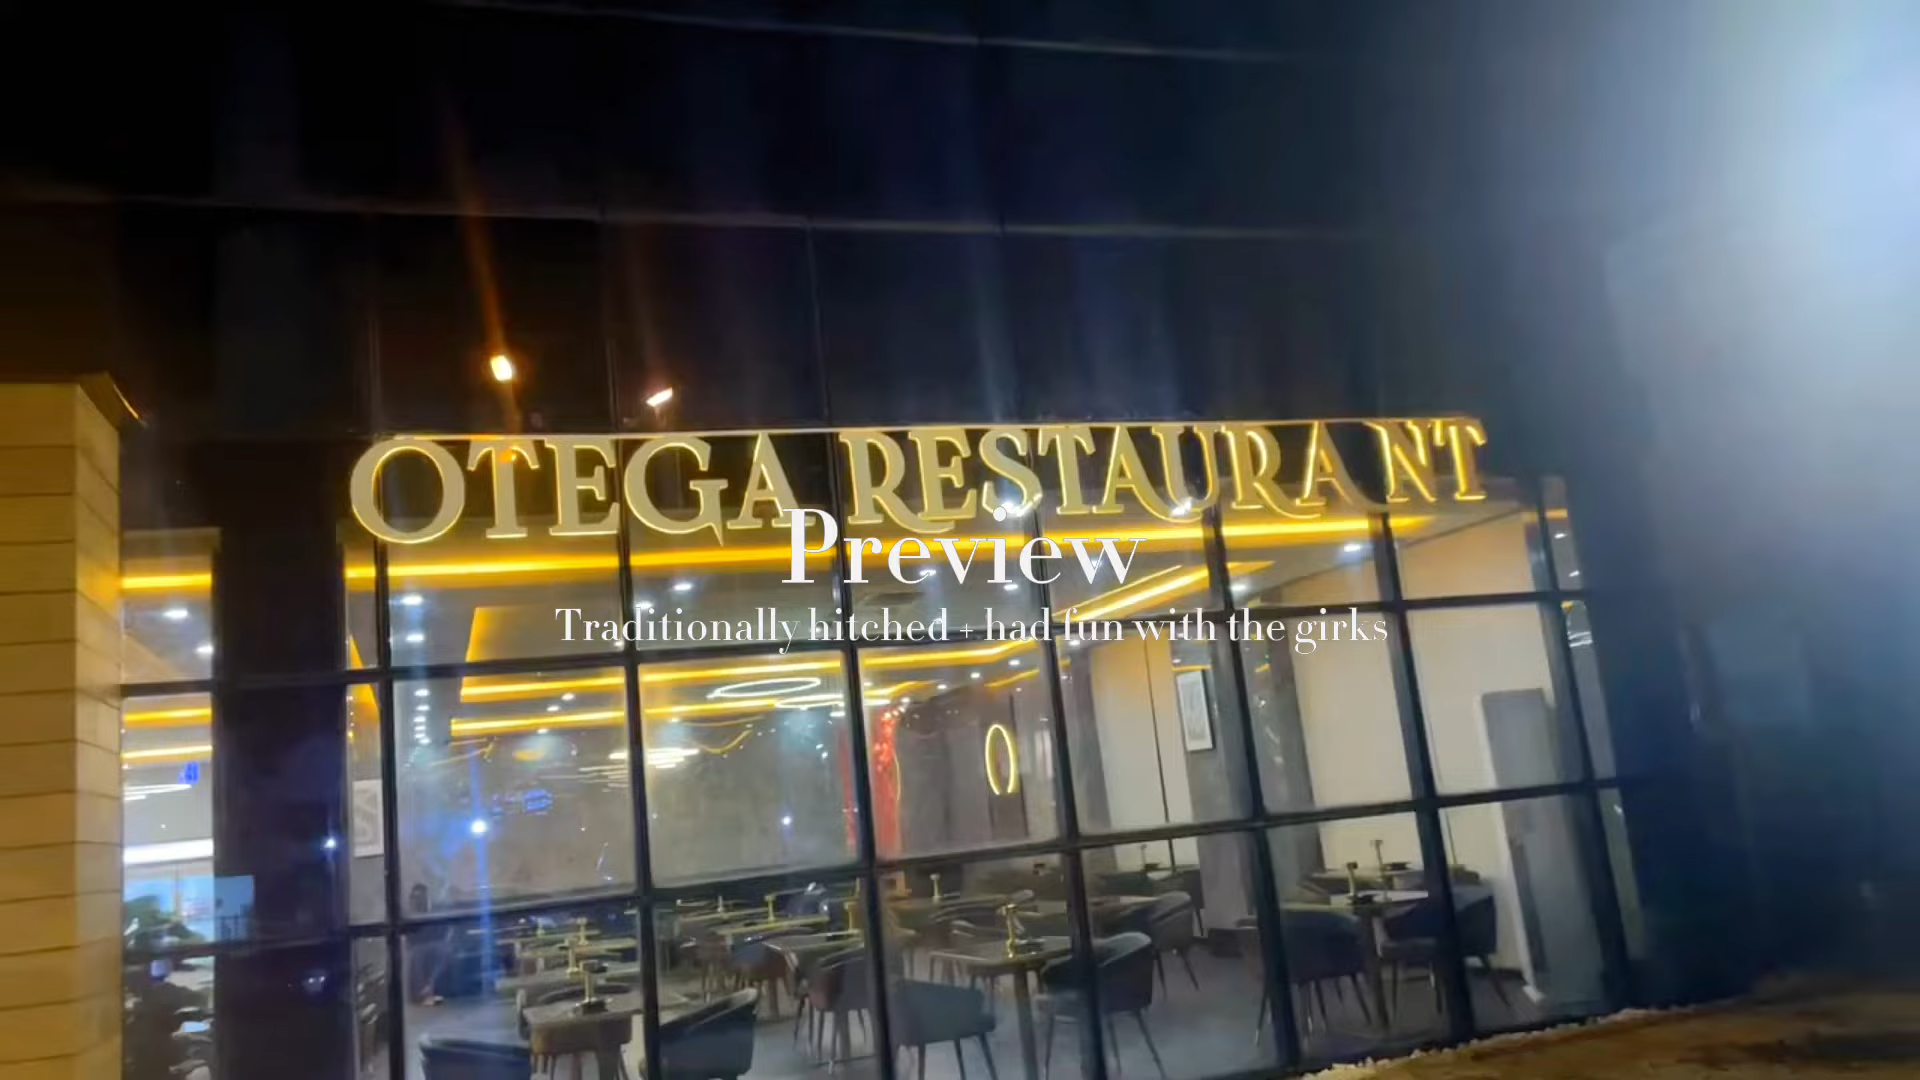 OTEGA RESTAURANT
Preview
Traditionally hitched + had fun with the girks